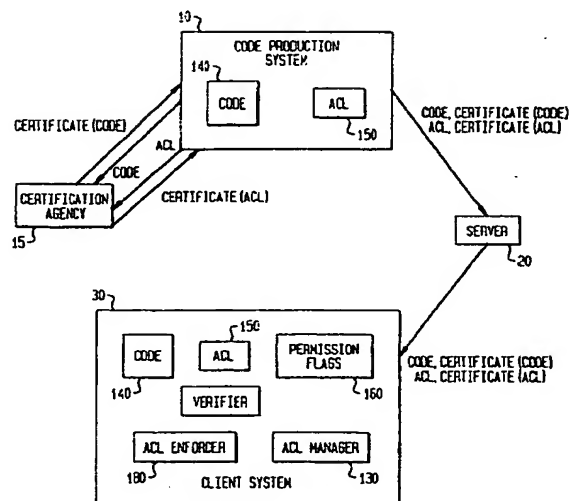 10
CODE PRODUCTION
SYSTEM
140
CODE
ACL
150
CERTIFICATE (CODE)
CODE
ACL
CERTIFICATE (ACL)
CERTIFICATION
AGENCY
15
CODE, CERTIFICATE (CODE)
ACL, CERTIFICATE (ACL)
SERVER
20
30
150
CODE
ACL
PERMISSION
FLAGS
140
160
VERIFIER
CODE, CERTIFICATE (CODE)
ACL, CERTIFICATE (ACL)
ACL ENFORCER
ACL MANAGER
180
130
CLIENT SYSTEM